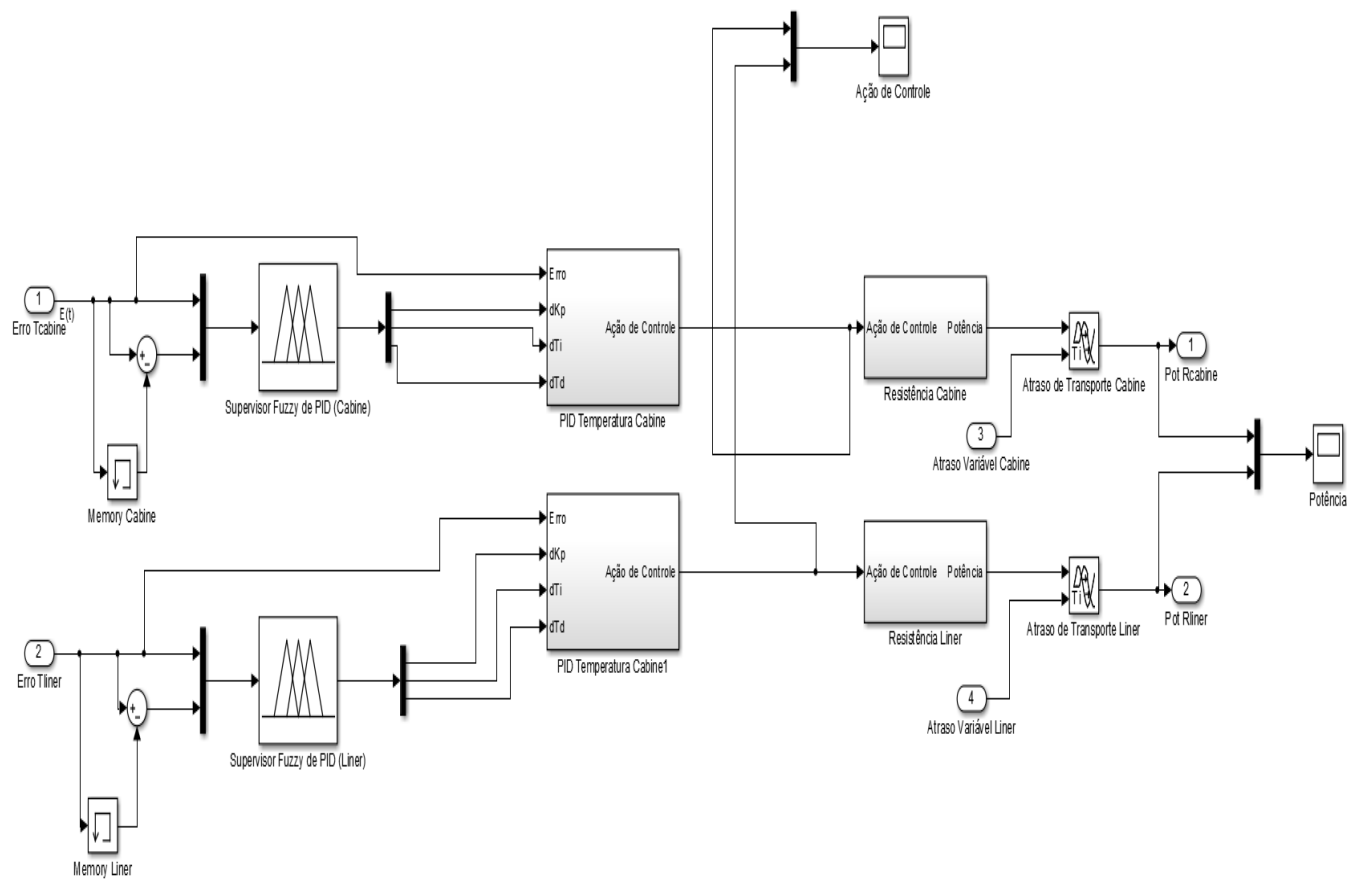 Ação de Controle
1
Erro Tcabine
E(t)
+
-
Memory Cabine
Supervisor Fuzzy de PID (Cabine)
Erro
dKp
dTi
dTd
Ação de Controle
PID Temperatura Cabine
Ação de Controle
Potência
Resistência Cabine
Ti
Atraso de Transporte Cabine
1
Pot Rcabine
3
Atraso Variável Cabine
Potência
2
Erro Tliner
+
-
Memory Liner
Supervisor Fuzzy de PID (Liner)
Erro
dKp
dTi
dTd
Ação de Controle
PID Temperatura Cabine1
Ação de Controle
Potência
Resistência Liner
Ti
Atraso de Transporte Liner
2
Pot Rliner
4
Atraso Variável Liner